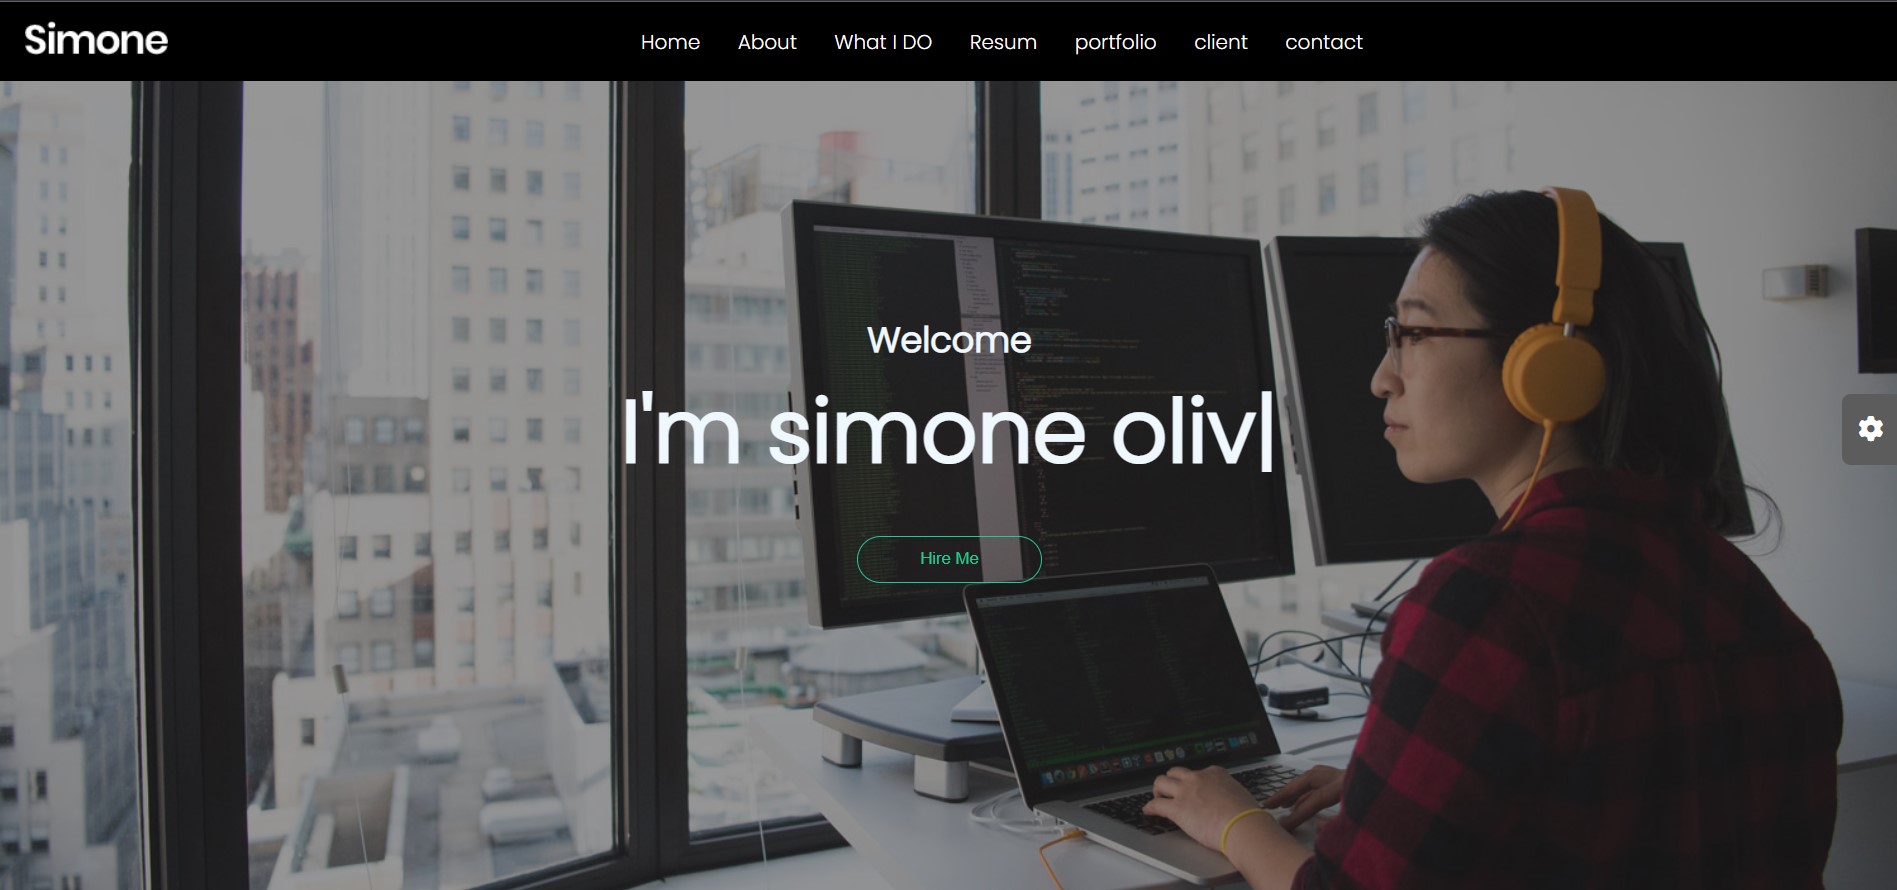 Simone
Home About What I DO Resum portfolio client contact
Welcome
I'm simone oliv|
Hire Me